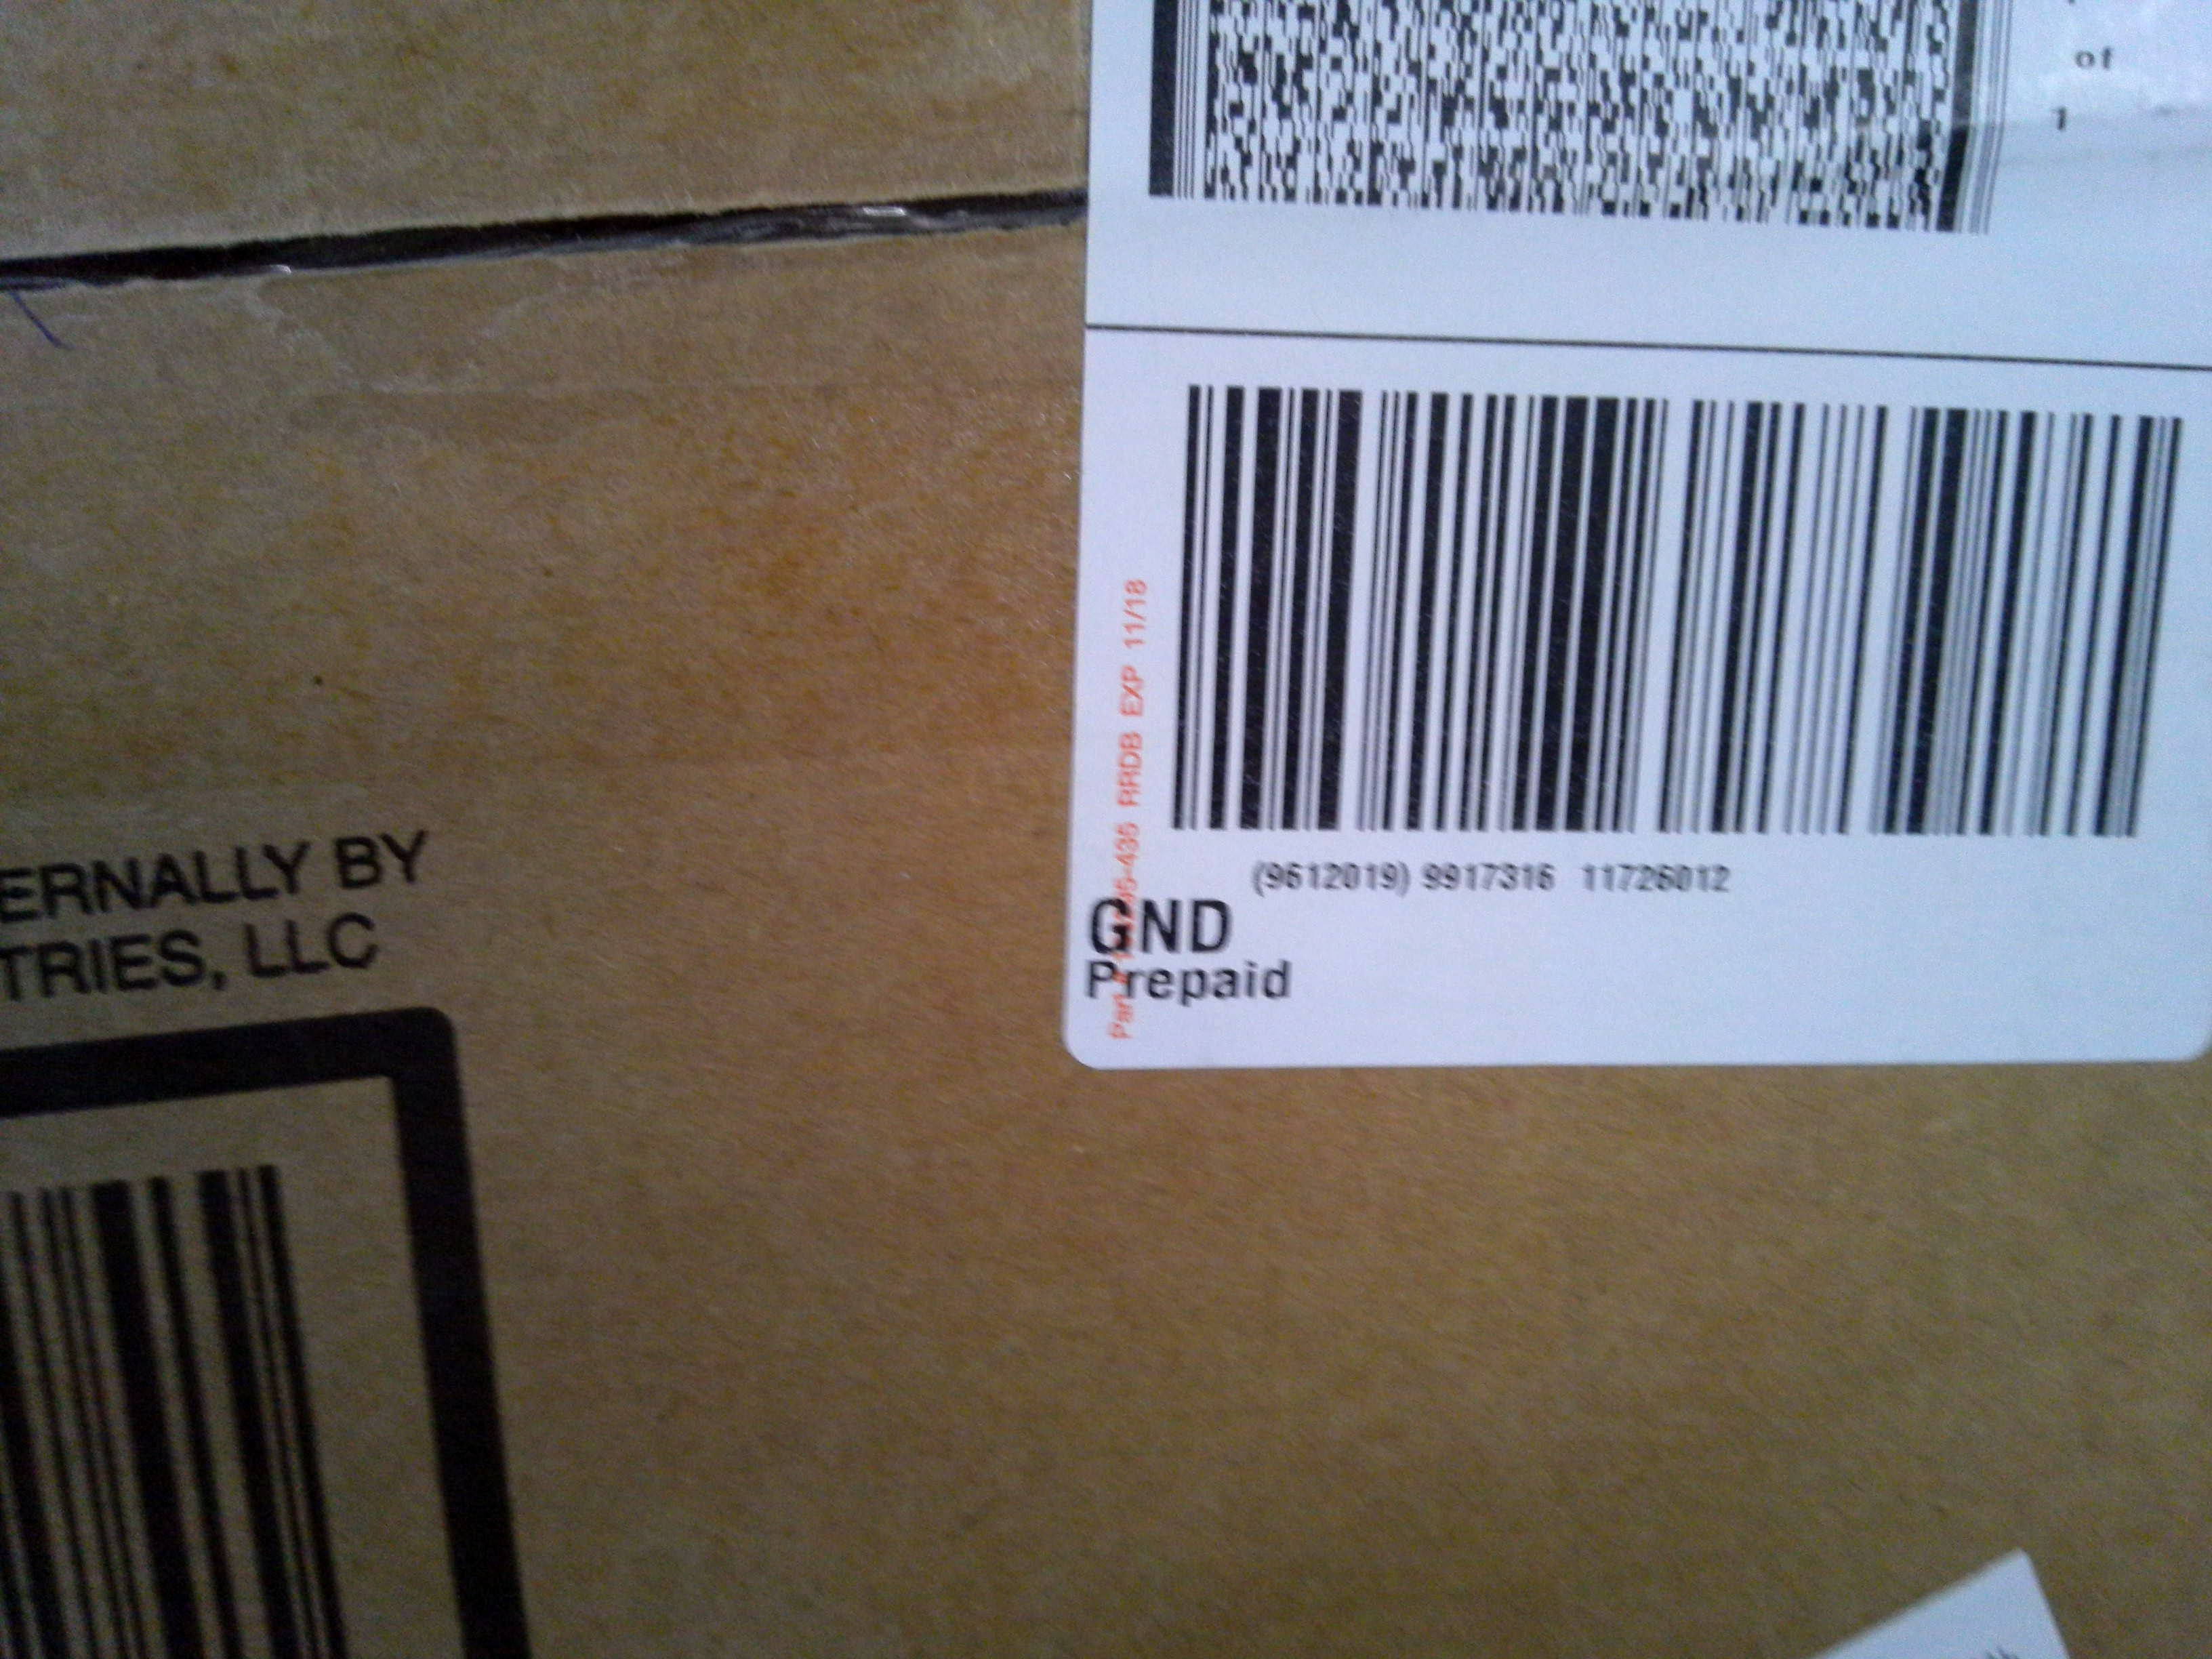 of
1
(9612019) 9917316 11726012
GND
Prepaid
RRDB EXP 11/18
ERNALLY BY
TRIES, LLC